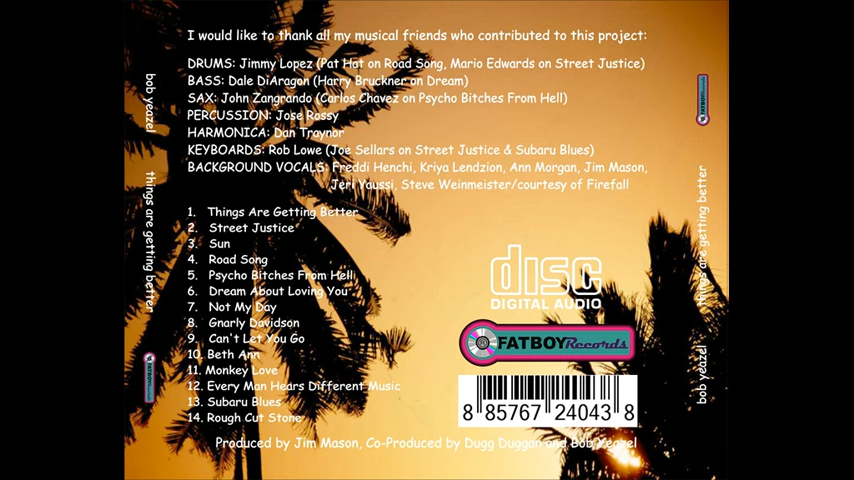 I would like to thank all my musical friends who contributed to this project:
DRUMS: Jimmy Lopez (Pat Hat on Road Song, Mario Edwards on Street Justice)
BASS: Dale DiAragon (Harry Bruckner on Dream)
SAX: John Zangrando (Carlos Chavez on Psycho Bitches From Hell)
PERCUSSION: Jose Rossy
HARMONICA: Dan Traynor
KEYBOARDS: Rob Lowe (Joe Sellars on Street Justice & Subaru Blues)
BACKGROUND VOCALS: Freddi Henchi, Kriya Lendzion, Ann Morgan, Jim Mason,
Jeri Yaussi, Steve Weinmeister/courtesy of Firefall
1. Things Are Getting Better
2. Street Justice
3. Sun
4. Road Song
5. Psycho Bitches From Hell
6. Dream About Loving You
7. Not My Day
8. Gnarly Davidson
9. Can't Let You Go
10. Beth Ann
11. Monkey Love
12. Every Man Hears Different Music
13. Subaru Blues
14. Rough Cut Stone
Produced by Jim Mason, Co-Produced by Dugg Duggan and Bob Yeazel
disc
DIGITAL AUDIO
FATBOY Records
8 85767 24043 8
bob yeazel
things are getting better
FATBOY Records
FATBOY Records
things are getting better
bob yeazel